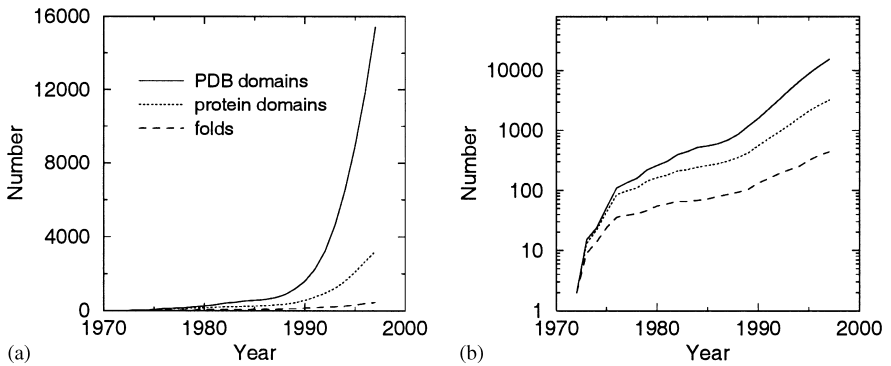 16000
12000
8000
4000
0
Number
PDB domains
protein domains
folds
1970 1980 1990 2000
Year
(a)
10000
1000
100
10
1
Number
1970 1980 1990 2000
Year
(b)